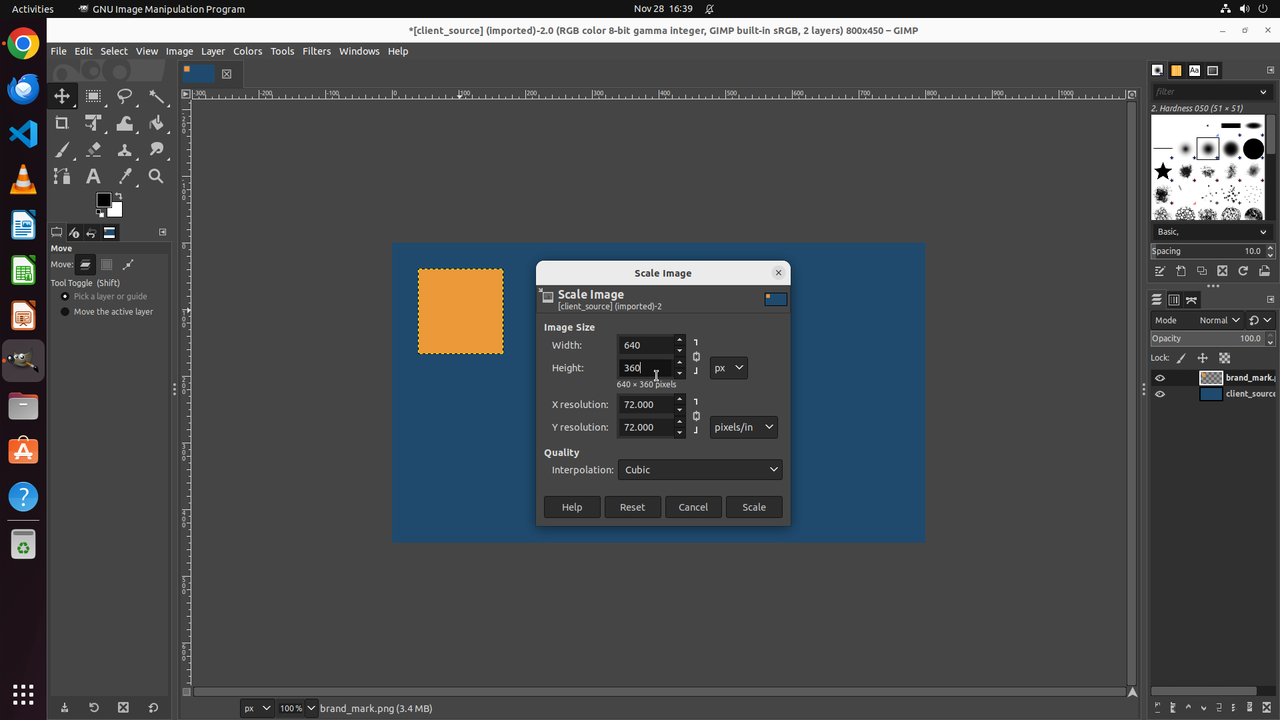 Activities
GNU Image Manipulation Program
Nov 28 16:39
*[client_source] (imported)-2.0 (RGB color 8-bit gamma integer, GIMP built-in sRGB, 2 layers) 800x450 – GIMP
File Edit Select View Image Layer Colors Tools Filters Windows Help
filter
2. Hardness 050 (51 × 51)
Basic,
Spacing 10.0
Move
Move:
Tool Toggle (Shift)
Pick a layer or guide
Move the active layer
Scale Image
Scale Image
[client_source] (imported)-2
Image Size
Width: 640
Height: 360 px
640 × 360 pixels
X resolution: 72.000
Y resolution: 72.000 pixels/in
Quality
Interpolation: Cubic
Help Reset Cancel Scale
Mode Normal
Opacity 100.0
Lock:
brand_mark.
client_source
px 100 % brand_mark.png (3.4 MB)